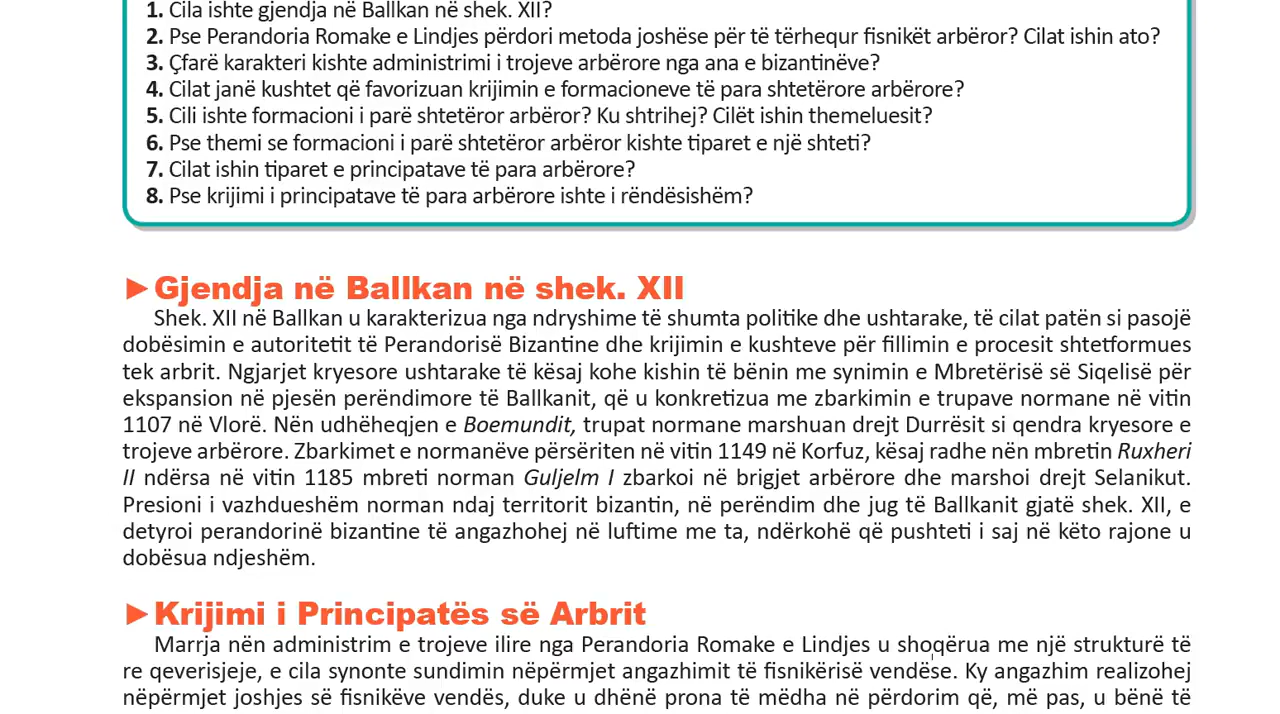 1. Cila ishte gjendja në Ballkan në shek. XII?
2. Pse Perandoria Romake e Lindjes përdori metoda joshëse për të tërhequr fisnikët arbëror? Cilat ishin ato?
3. Çfarë karakteri kishte administrimi i trojeve arbërore nga ana e bizantinëve?
4. Cilat janë kushtet që favorizuan krijimin e formacioneve të para shtetërore arbërore?
5. Cili ishte formacioni i parë shtetëror arbëror? Ku shtrihej? Cilët ishin themeluesit?
6. Pse themi se formacioni i parë shtetëror arbëror kishte tiparet e një shteti?
7. Cilat ishin tiparet e principatave të para arbërore?
8. Pse krijimi i principatave të para arbërore ishte i rëndësishëm?
►Gjendja në Ballkan në shek. XII
Shek. XII në Ballkan u karakterizua nga ndryshime të shumta politike dhe ushtarake, të cilat patën si pasojë
dobësimin e autoritetit të Perandorisë Bizantine dhe krijimin e kushteve për fillimin e procesit shtetformues
tek arbrit. Ngjarjet kryesore ushtarake të kësaj kohe kishin të bënin me synimin e Mbretërisë së Siqelisë për
ekspansion në pjesën perëndimore të Ballkanit, që u konkretizua me zbarkimin e trupave normane në vitin
1107 në Vlorë. Nën udhëheqjen e Boemundit, trupat normane marshuan drejt Durrësit si qendra kryesore e
trojeve arbërore. Zbarkimet e normanëve përsëriten në vitin 1149 në Korfuz, kësaj radhe nën mbretin Ruxheri
II ndërsa në vitin 1185 mbreti norman Guljelm I zbarkoi në brigjet arbërore dhe marshoi drejt Selanikut.
Presioni i vazhdueshëm norman ndaj territorit bizantin, në perëndim dhe jug të Ballkanit gjatë shek. XII, e
detyroi perandorinë bizantine të angazhohej në luftime me ta, ndërkohë që pushteti i saj në këto rajone u
dobësua ndjeshëm.
►Krijimi i Principatës së Arbrit
Marrja nën administrim e trojeve ilire nga Perandoria Romake e Lindjes u shoqërua me një strukturë të
re qeverisjeje, e cila synonte sundimin nëpërmjet angazhimit të fisnikërisë vendëse. Ky angazhim realizohej
nëpërmjet joshjes së fisnikëve vendës, duke u dhënë prona të mëdha në përdorim që, më pas, u bënë të